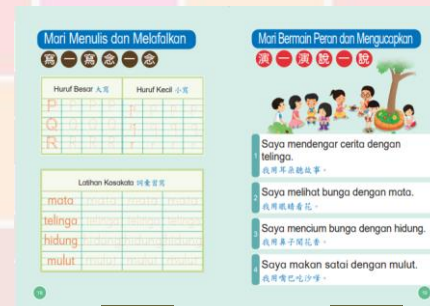 Mari Menulis dan Melafalkan
寫一寫 念一念
Huruf Besar 大寫
Huruf Kecil 小寫
P
Q
R
Latihan Kosakata 詞彙習寫
mata
telinga
hidung
mulut
Mari Bermain Peran dan Mengucapkan
演一演 說一說
1 Saya mendengar cerita dengan
telinga.
我用耳朵聽故事。
2 Saya melihat bunga dengan mata.
我用眼睛看花。
3 Saya mencium bunga dengan hidung.
我用鼻子聞花香。
4 Saya makan satai dengan mulut.
我用嘴巴吃沙嗲。